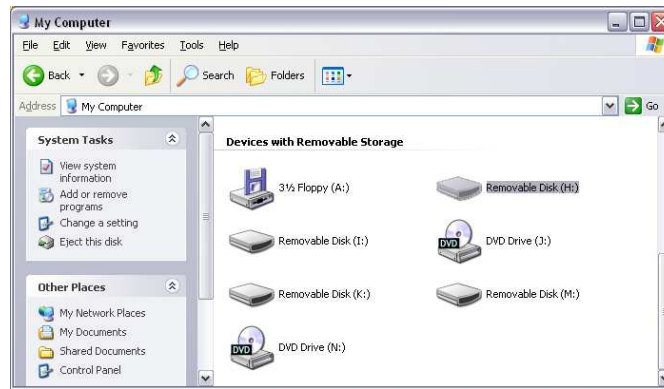 My Computer
File Edit View Favorites Tools Help
Back Search Folders
Address My Computer Go
System Tasks
View system
information
Add or remove
programs
Change a setting
Eject this disk
Other Places
My Network Places
My Documents
Shared Documents
Control Panel
Devices with Removable Storage
3½ Floppy (A:) Removable Disk (H:)
Removable Disk (I:) DVD DVD Drive (J:)
Removable Disk (K:) Removable Disk (M:)
DVD DVD Drive (N:)